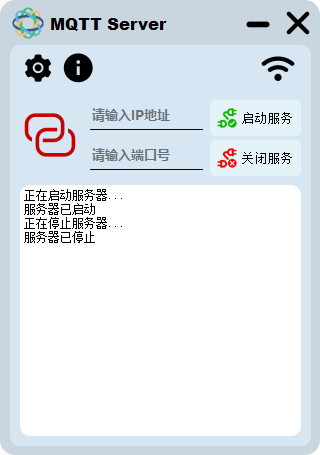 MQTT Server
请输入IP地址
启动服务
请输入端口号
关闭服务
正在启动服务器...
服务器已启动
正在停止服务器...
服务器已停止